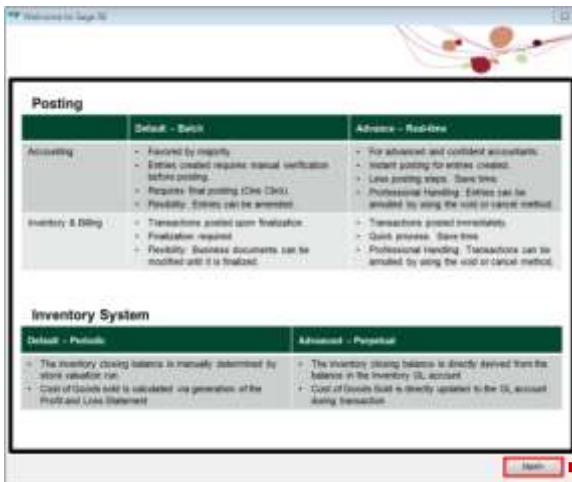 Welcome to Sage 50
Posting
Default - Batch
Advance - Real-time
Accounting
• Favored by majority.
• Entries created requires manual verification
before posting.
• Requires final posting (One Click).
• Flexibility. Entries can be amended.
• For advanced and confident accountants.
• Instant posting for entries created.
• Less posting steps. Save time.
• Professional Handling. Entries can be
annulled by using the void or cancel method.
Inventory & Billing
• Transactions posted upon finalization.
• Finalization required.
• Flexibility. Business documents can be
modified until it is finalized.
• Transactions posted immediately.
• Quick process. Save time.
• Professional Handling. Transactions can be
annulled by using the void or cancel method.
Inventory System
Default - Periodic
Advanced - Perpetual
• The inventory closing balance is manually determined by
stock valuation run
• Cost of Goods sold is calculated via generation of the
Profit and Loss Statement
• The inventory closing balance is directly derived from the
balance in the Inventory GL account
• Cost of Goods Sold is directly updated to the GL account
during transaction
Next>